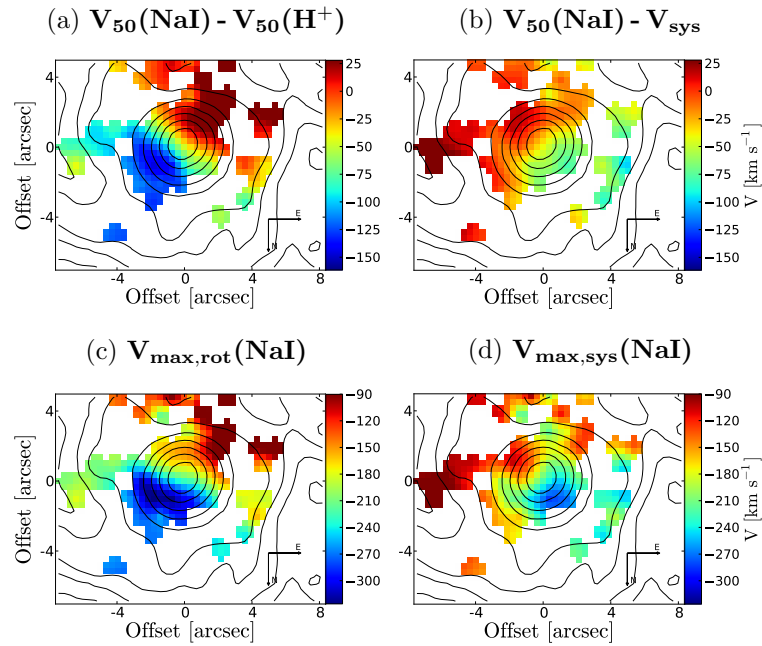 (a) V50(NaI) - V50(H+)
(b) V50(NaI) - Vsys
Offset [arcsec]
4
0
-4
-4 0 4 8
Offset [arcsec]
E
N
25
0
−25
−50
−75
−100
−125
−150
-4 0 4 8
Offset [arcsec]
4
0
-4
E
N
25
0
−25
−50
−75
−100
−125
−150
V [km s−1]
(c) Vmax,rot(NaI)
(d) Vmax,sys(NaI)
Offset [arcsec]
4
0
-4
-4 0 4 8
Offset [arcsec]
E
N
−90
−120
−150
−180
−210
−240
−270
−300
4
0
-4
-4 0 4 8
Offset [arcsec]
E
N
−90
−120
−150
−180
−210
−240
−270
−300
V [km s−1]